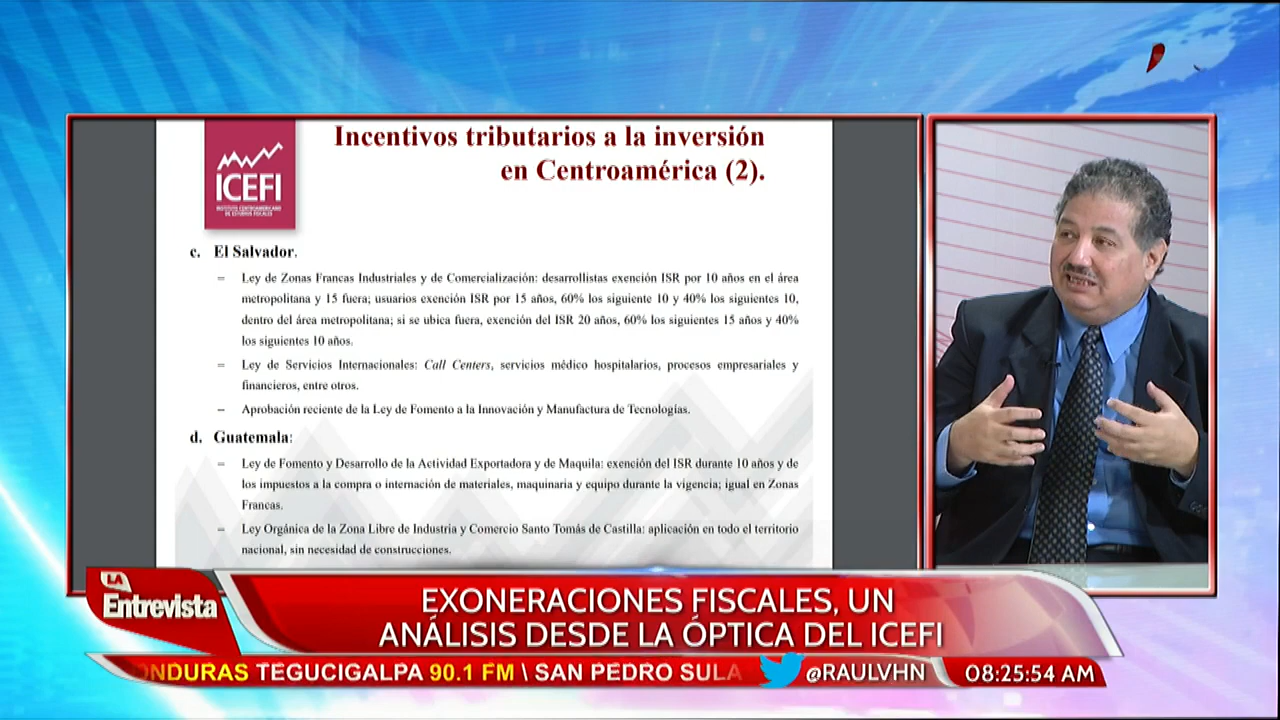 Incentivos tributarios a la inversión
en Centroamérica (2).
ICEFI
INSTITUTO CENTROAMERICANO
DE ESTUDIOS FISCALES
c. El Salvador.
– Ley de Zonas Francas Industriales y de Comercialización: desarrollistas exención ISR por 10 años en el área
metropolitana y 15 fuera; usuarios exención ISR por 15 años, 60% los siguiente 10 y 40% los siguientes 10,
dentro del área metropolitana; si se ubica fuera, exención del ISR 20 años, 60% los siguientes 15 años y 40%
los siguientes 10 años.
– Ley de Servicios Internacionales: Call Centers, servicios médico hospitalarios, procesos empresariales y
financieros, entre otros.
– Aprobación reciente de la Ley de Fomento a la Innovación y Manufactura de Tecnologías.
d. Guatemala:
– Ley de Fomento y Desarrollo de la Actividad Exportadora y de Maquila: exención del ISR durante 10 años y de
los impuestos a la compra o internación de materiales, maquinaria y equipo durante la vigencia; igual en Zonas
Francas.
– Ley Orgánica de la Zona Libre de Industria y Comercio Santo Tomás de Castilla: aplicación en todo el territorio
nacional, sin necesidad de construcciones.
LA
Entrevista
EXONERACIONES FISCALES, UN
ANÁLISIS DESDE LA ÓPTICA DEL ICEFI
ONDURAS TEGUCIGALPA 90.1 FM \ SAN PEDRO SULA
@RAULVHN
08:25:54 AM